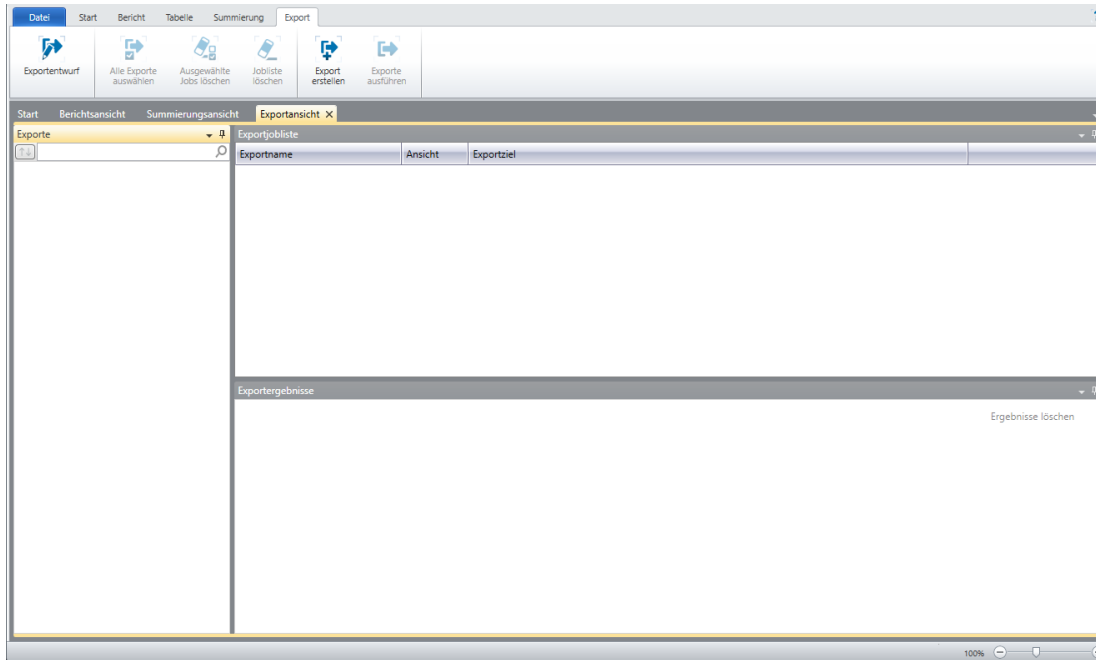 Datei Start Bericht Tabelle Summierung Export
Exportentwurf
Alle Exporte auswählen
Ausgewählte Jobs löschen
Jobliste löschen
Export erstellen
Exporte ausführen
Start Berichtsansicht Summierungsansicht Exportansicht
Exporte
Exportjobliste
Exportname Ansicht Exportziel
Exportergebnisse
Ergebnisse löschen
100%